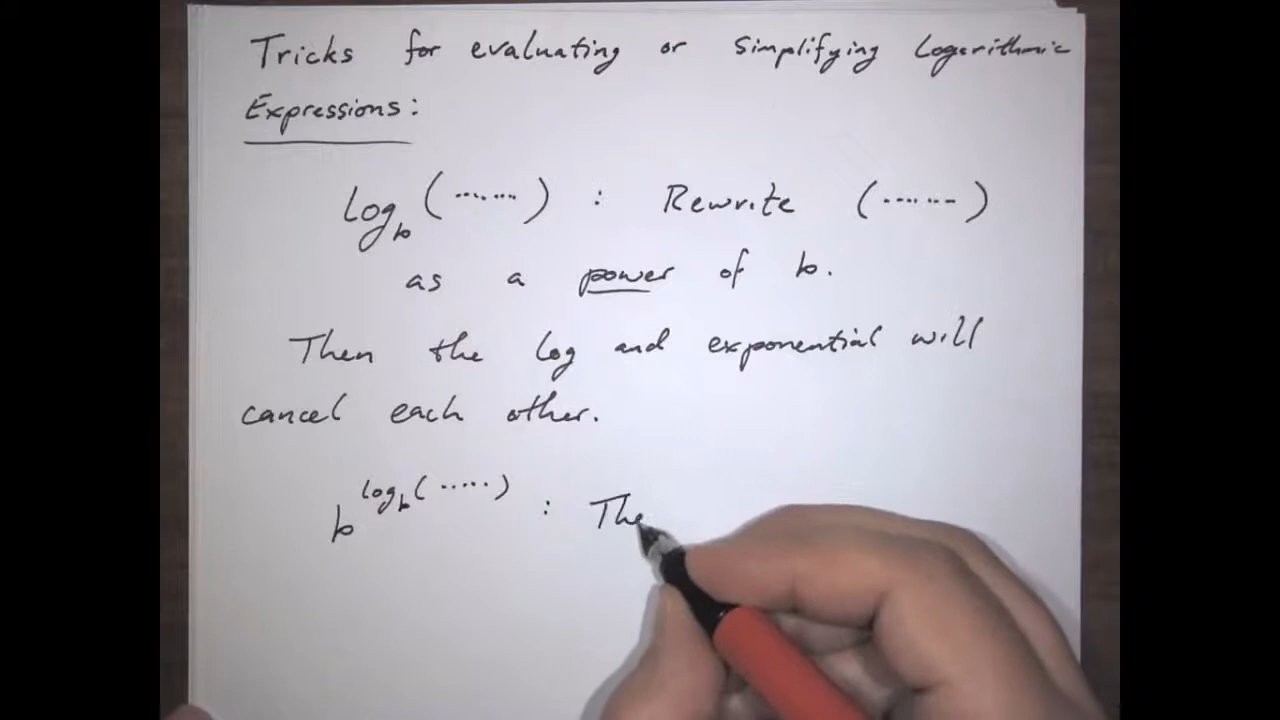 Tricks for evaluating or Simplifying Logarithmic
Expressions:
log_b (.......) : Rewrite (.......)
as a power of b.
Then the log and exponential will
cancel each other.
b^{log_b(.....)} : The